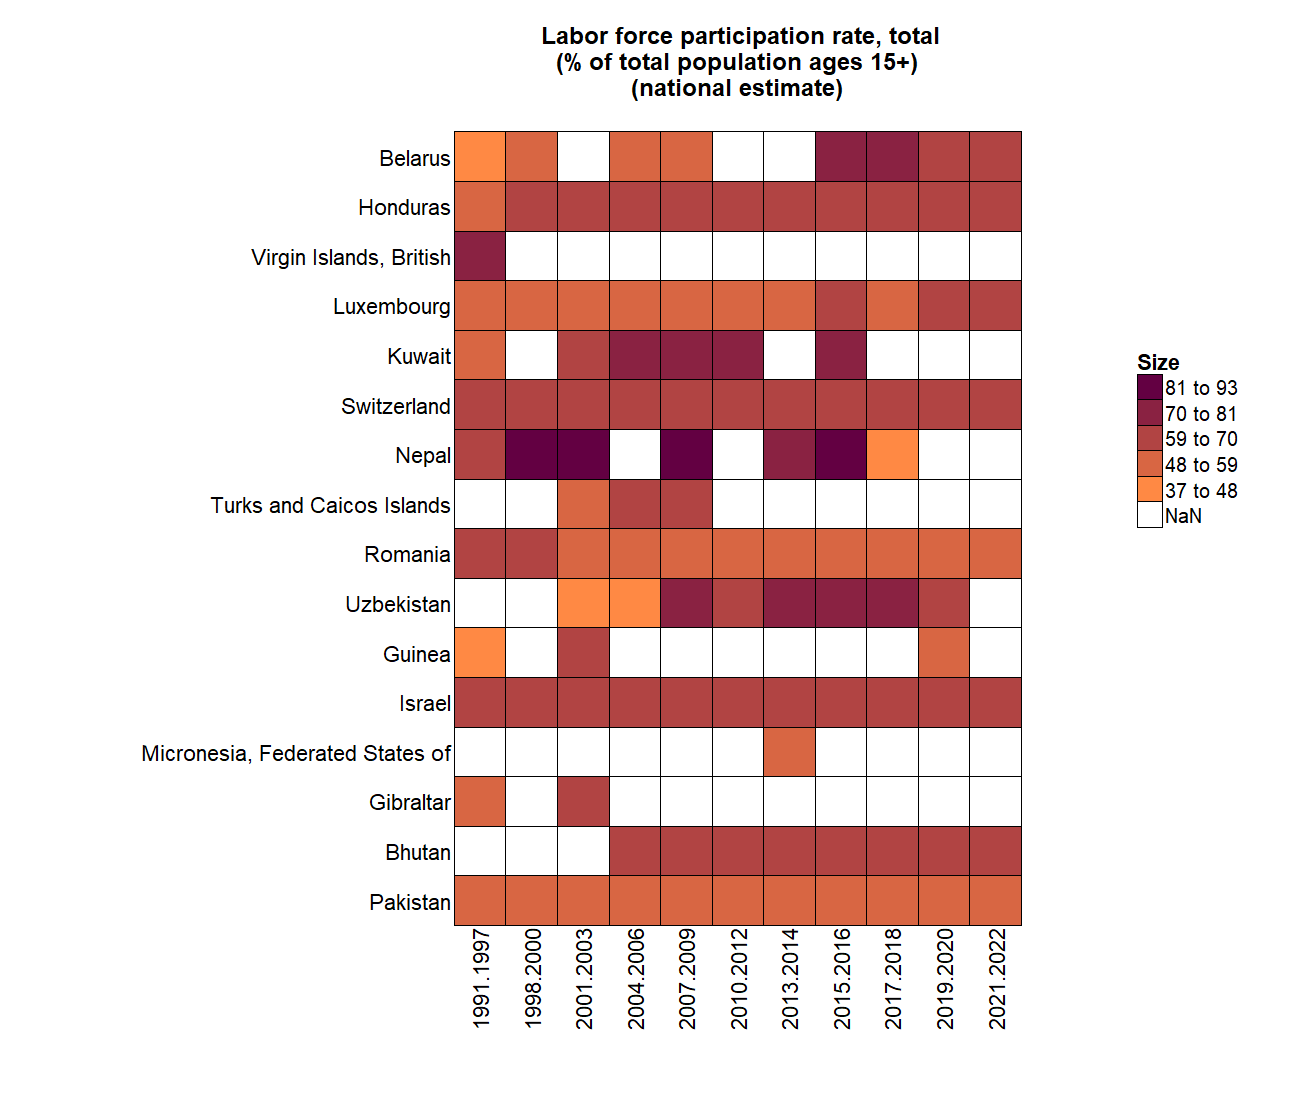 Labor force participation rate, total
(% of total population ages 15+)
(national estimate)
Belarus
Honduras
Virgin Islands, British
Luxembourg
Kuwait
Switzerland
Nepal
Turks and Caicos Islands
Romania
Uzbekistan
Guinea
Israel
Micronesia, Federated States of
Gibraltar
Bhutan
Pakistan
1991.1997
1998.2000
2001.2003
2004.2006
2007.2009
2010.2012
2013.2014
2015.2016
2017.2018
2019.2020
2021.2022
Size
81 to 93
70 to 81
59 to 70
48 to 59
37 to 48
NaN